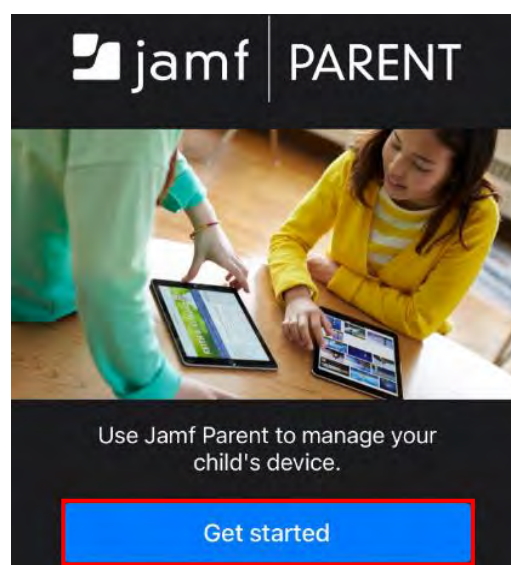 jamf PARENT
Use Jamf Parent to manage your
child's device.
Get started